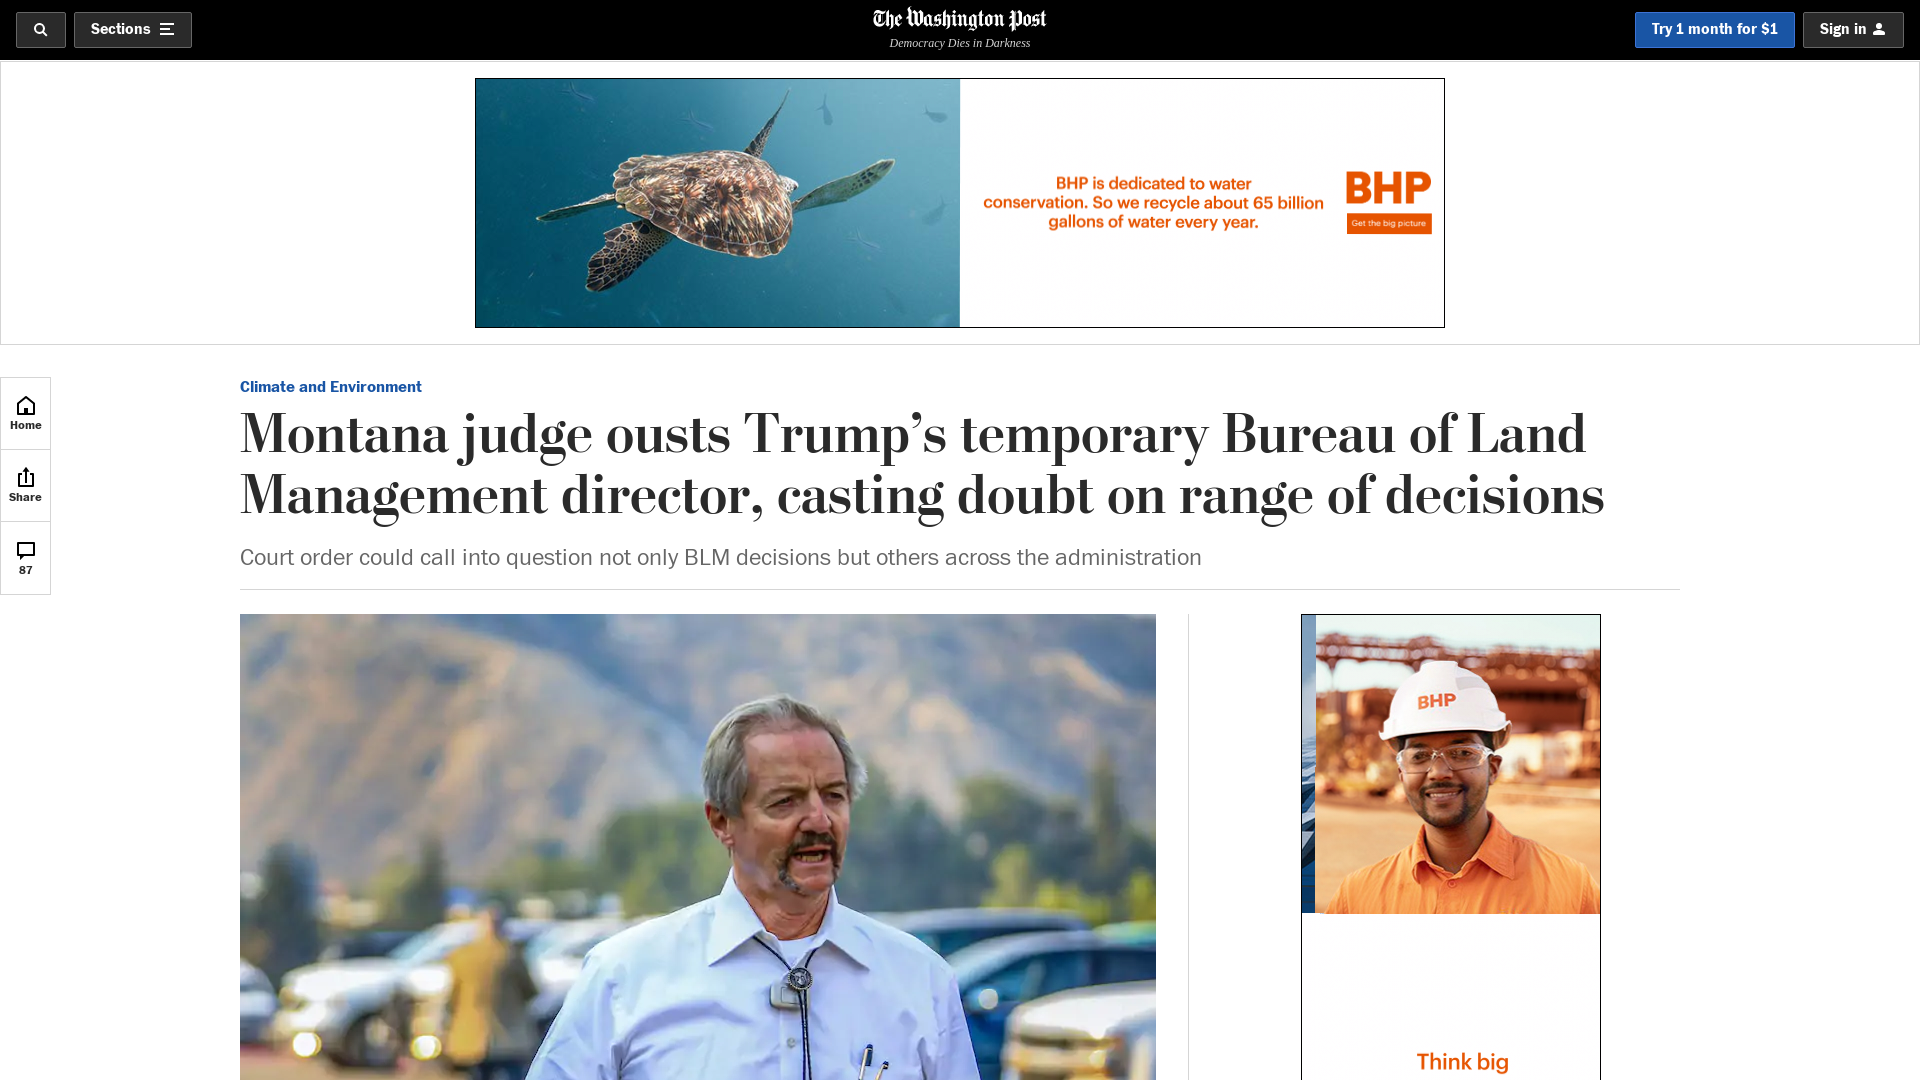 Sections
The Washington Post
Democracy Dies in Darkness
Try 1 month for $1
Sign in
BHP is dedicated to water
conservation. So we recycle about 65 billion
gallons of water every year.
BHP
Get the big picture
Home
Share
87
Climate and Environment
Montana judge ousts Trump’s temporary Bureau of Land
Management director, casting doubt on range of decisions
Court order could call into question not only BLM decisions but others across the administration
BHP
Think big